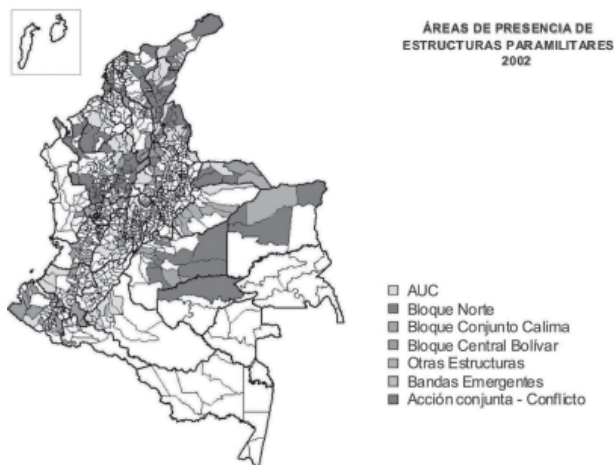 ÁREAS DE PRESENCIA DE
ESTRUCTURAS PARAMILITARES
2002
AUC
Bloque Norte
Bloque Conjunto Calima
Bloque Central Bolívar
Otras Estructuras
Bandas Emergentes
Acción conjunta - Conflicto